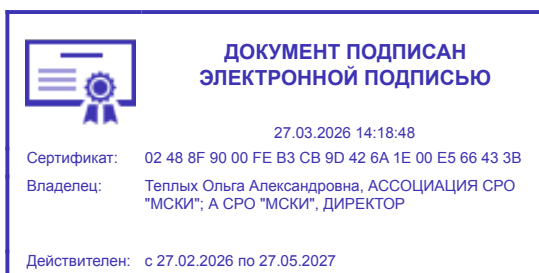 ДОКУМЕНТ ПОДПИСАН
ЭЛЕКТРОННОЙ ПОДПИСЬЮ
27.03.2026 14:18:48
Сертификат: 02 48 8F 90 00 FE B3 CB 9D 42 6A 1E 00 E5 66 43 3B
Владелец: Теплых Ольга Александровна, АССОЦИАЦИЯ СРО
"МСКИ"; А СРО "МСКИ", ДИРЕКТОР
Действителен: с 27.02.2026 по 27.05.2027